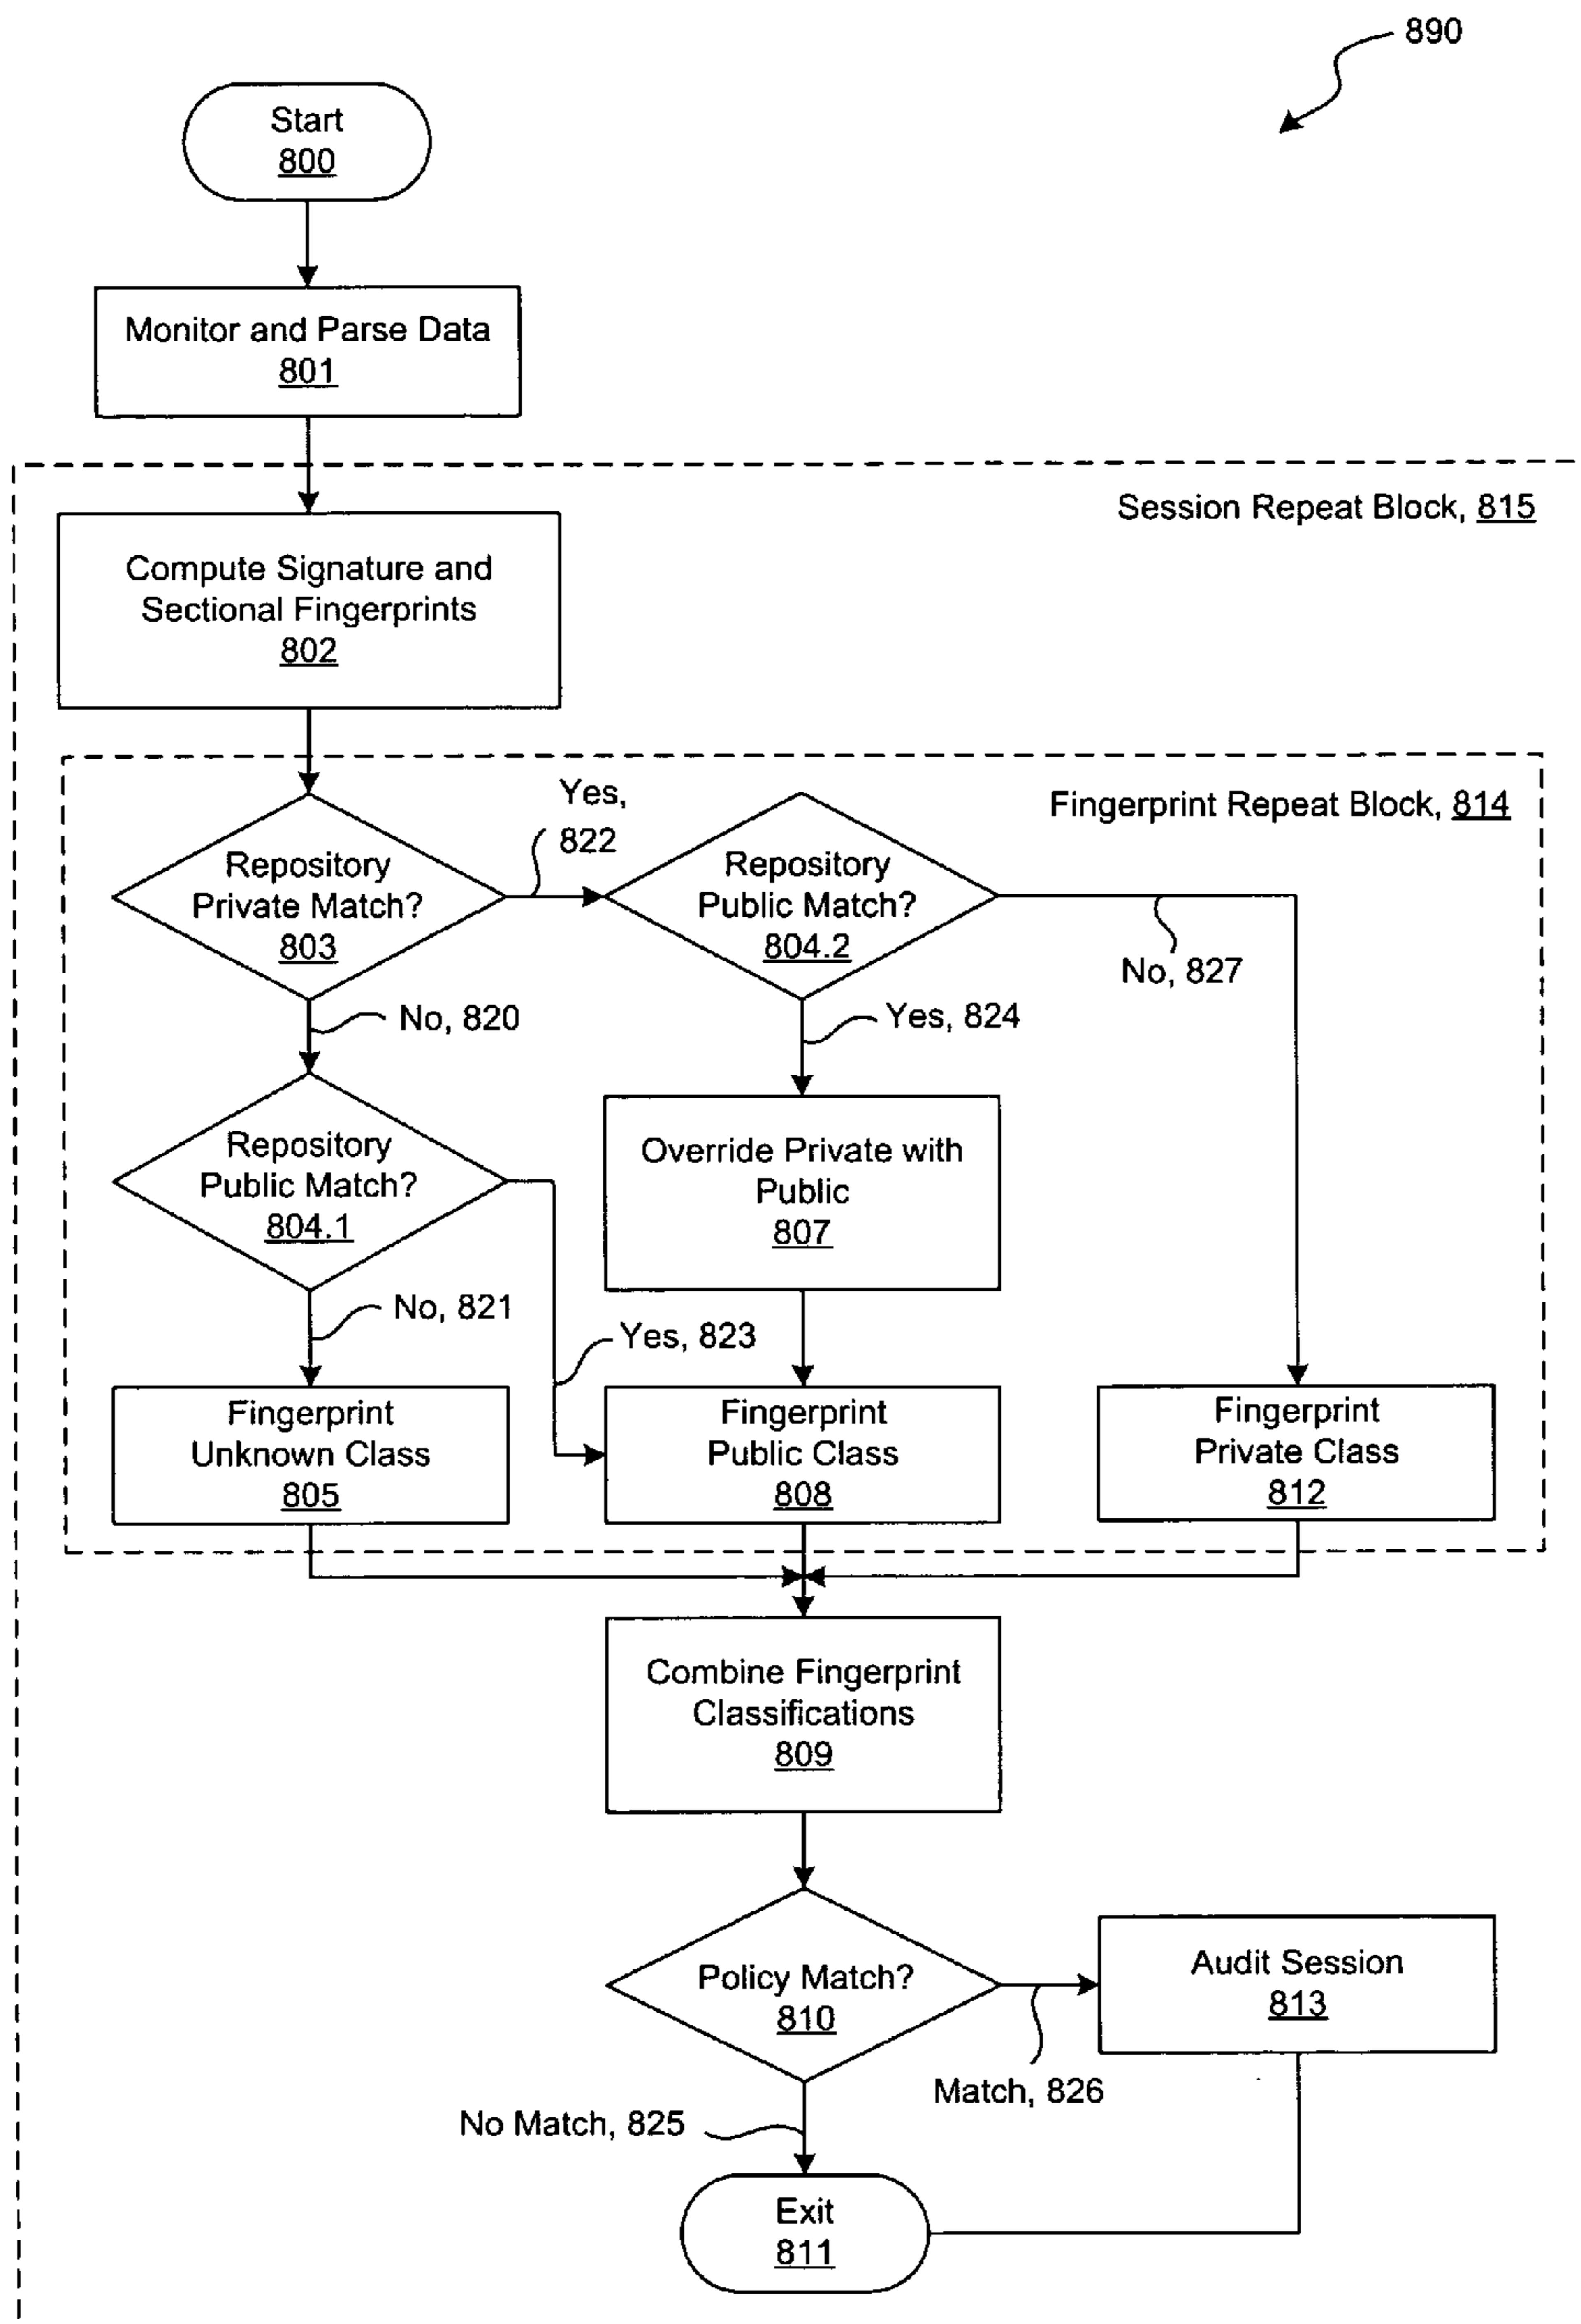 890
Start
800
Monitor and Parse Data
801
Session Repeat Block, 815
Compute Signature and
Sectional Fingerprints
802
Fingerprint Repeat Block, 814
Yes,
822
Repository
Private Match?
803
Repository
Public Match?
804.2
No, 827
No, 820
Yes, 824
Repository
Public Match?
804.1
Override Private with
Public
807
No, 821
Yes, 823
Fingerprint
Unknown Class
805
Fingerprint
Public Class
808
Fingerprint
Private Class
812
Combine Fingerprint
Classifications
809
Policy Match?
810
Audit Session
813
Match, 826
No Match, 825
Exit
811